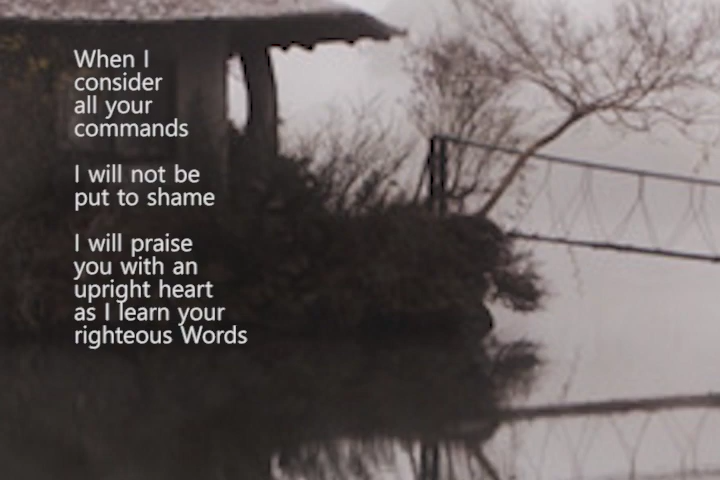 When I
consider
all your
commands
I will not be
put to shame
I will praise
you with an
upright heart
as I learn your
righteous Words